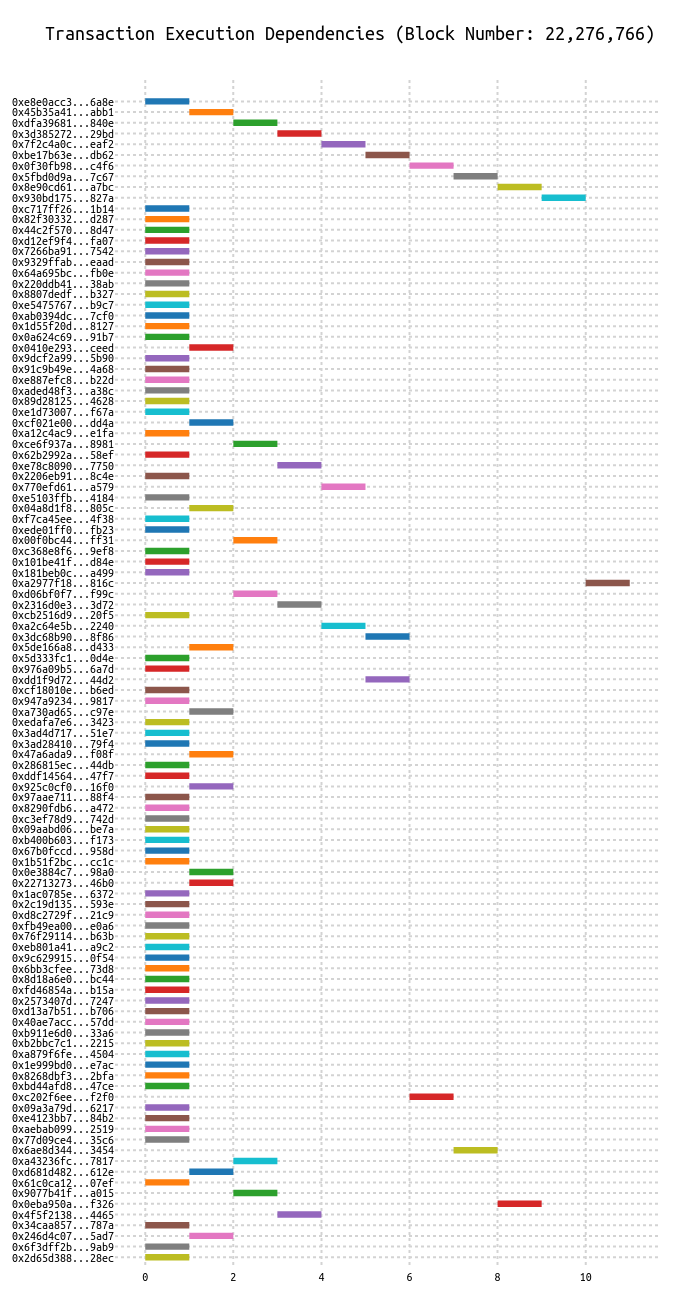 Transaction Execution Dependencies (Block Number: 22,276,766)
0xe8e0acc3...6a8e
0x45b35a41...abb1
0xdfa39681...840e
0x3d385272...29bd
0x7f2c4a0c...eaf2
0xbe17b63e...db62
0x0f30fb98...c4f6
0x5fbd0d9a...7c67
0x8e90cd61...a7bc
0x930bd175...827a
0xc717ff26...1b14
0x82f30332...d287
0x44c2f570...8d47
0xd12ef9f4...fa07
0x7266ba91...7542
0x9329ffab...eaad
0x64a695bc...fb0e
0x220ddb41...38ab
0x8807dedf...b327
0xe5475767...b9c7
0xab0394dc...7cf0
0x1d55f20d...8127
0x0a624c69...91b7
0x0410e293...ceed
0x9dcf2a99...5b90
0x91c9b49e...4a68
0xe887efc8...b22d
0xaded48f3...a38c
0x89d28125...4628
0xe1d73007...f67a
0xcf021e00...dd4a
0xa12c4ac9...e1fa
0xce6f937a...8981
0x62b2992a...58ef
0xe78c8090...7750
0x2206eb91...8c4e
0x770efd61...a579
0xe5103ffb...4184
0x04a8d1f8...805c
0xf7ca45ee...4f38
0xede01ff0...fb23
0x00f0bc44...ff31
0xc368e8f6...9ef8
0x101be41f...d84e
0x181beb0c...a499
0xa2977f18...816c
0xd06bf0f7...f99c
0x2316d0e3...3d72
0xcb2516d9...20f5
0xa2c64e5b...2240
0x3dc68b90...8f86
0x5de166a8...d433
0x5d333fc1...0d4e
0x976a09b5...6a7d
0xdd1f9d72...44d2
0xcf18010e...b6ed
0x947a9234...9817
0xa730ad65...c97e
0xedafa7e6...3423
0x3ad4d717...51e7
0x3ad28410...79f4
0x47a6ada9...f08f
0x286815ec...44db
0xddf14564...47f7
0x925c0cf0...16f0
0x97aae711...88f4
0x8290fdb6...a472
0xc3ef78d9...742d
0x09aabd06...be7a
0xb400b603...f173
0x67b0fccd...958d
0x1b51f2bc...cc1c
0x0e3884c7...98a0
0x22713273...46b0
0x1ac0785e...6372
0x2c19d135...593e
0xd8c2729f...21c9
0xfb49ea00...e0a6
0x76f29114...b63b
0xeb801a41...a9c2
0x9c629915...0f54
0x6bb3cfee...73d8
0x8d18a6e0...bc44
0xfd46854a...b15a
0x2573407d...7247
0xd13a7b51...b706
0x40ae7acc...57dd
0xb911e6d0...33a6
0xb2bbc7c1...2215
0xa879f6fe...4504
0x1e999bd0...e7ac
0x8268dbf3...2bfa
0xbd44afd8...47ce
0xc202f6ee...f2f0
0x09a3a79d...6217
0xe4123bb7...84b2
0xaebab099...2519
0x77d09ce4...35c6
0x6ae8d344...3454
0xa43236fc...7817
0xd681d482...612e
0x61c0ca12...07ef
0x9077b41f...a015
0x0eba950a...f326
0x4f5f2138...4465
0x34caa857...787a
0x246d4c07...5ad7
0x6f3dff2b...9ab9
0x2d65d388...28ec
0 2 4 6 8 10